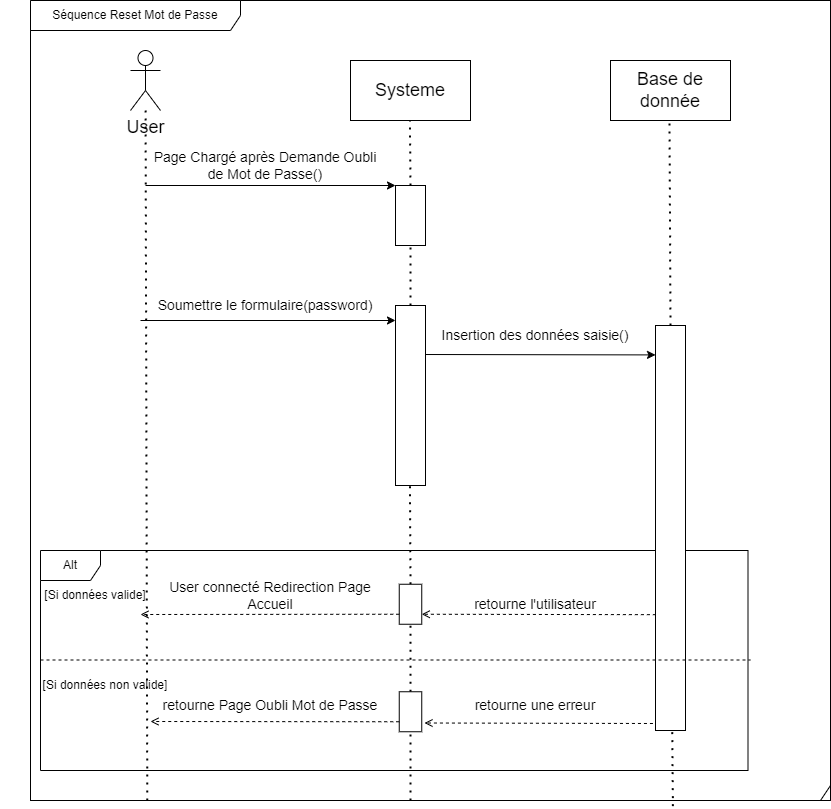 Séquence Reset Mot de Passe
User
Systeme
Base de
donnée
Page Chargé après Demande Oubli
de Mot de Passe()
Soumettre le formulaire(password)
Insertion des données saisie()
Alt
[Si données valide]
User connecté Redirection Page
Accueil
retourne l'utilisateur
[Si données non valide]
retourne Page Oubli Mot de Passe
retourne une erreur